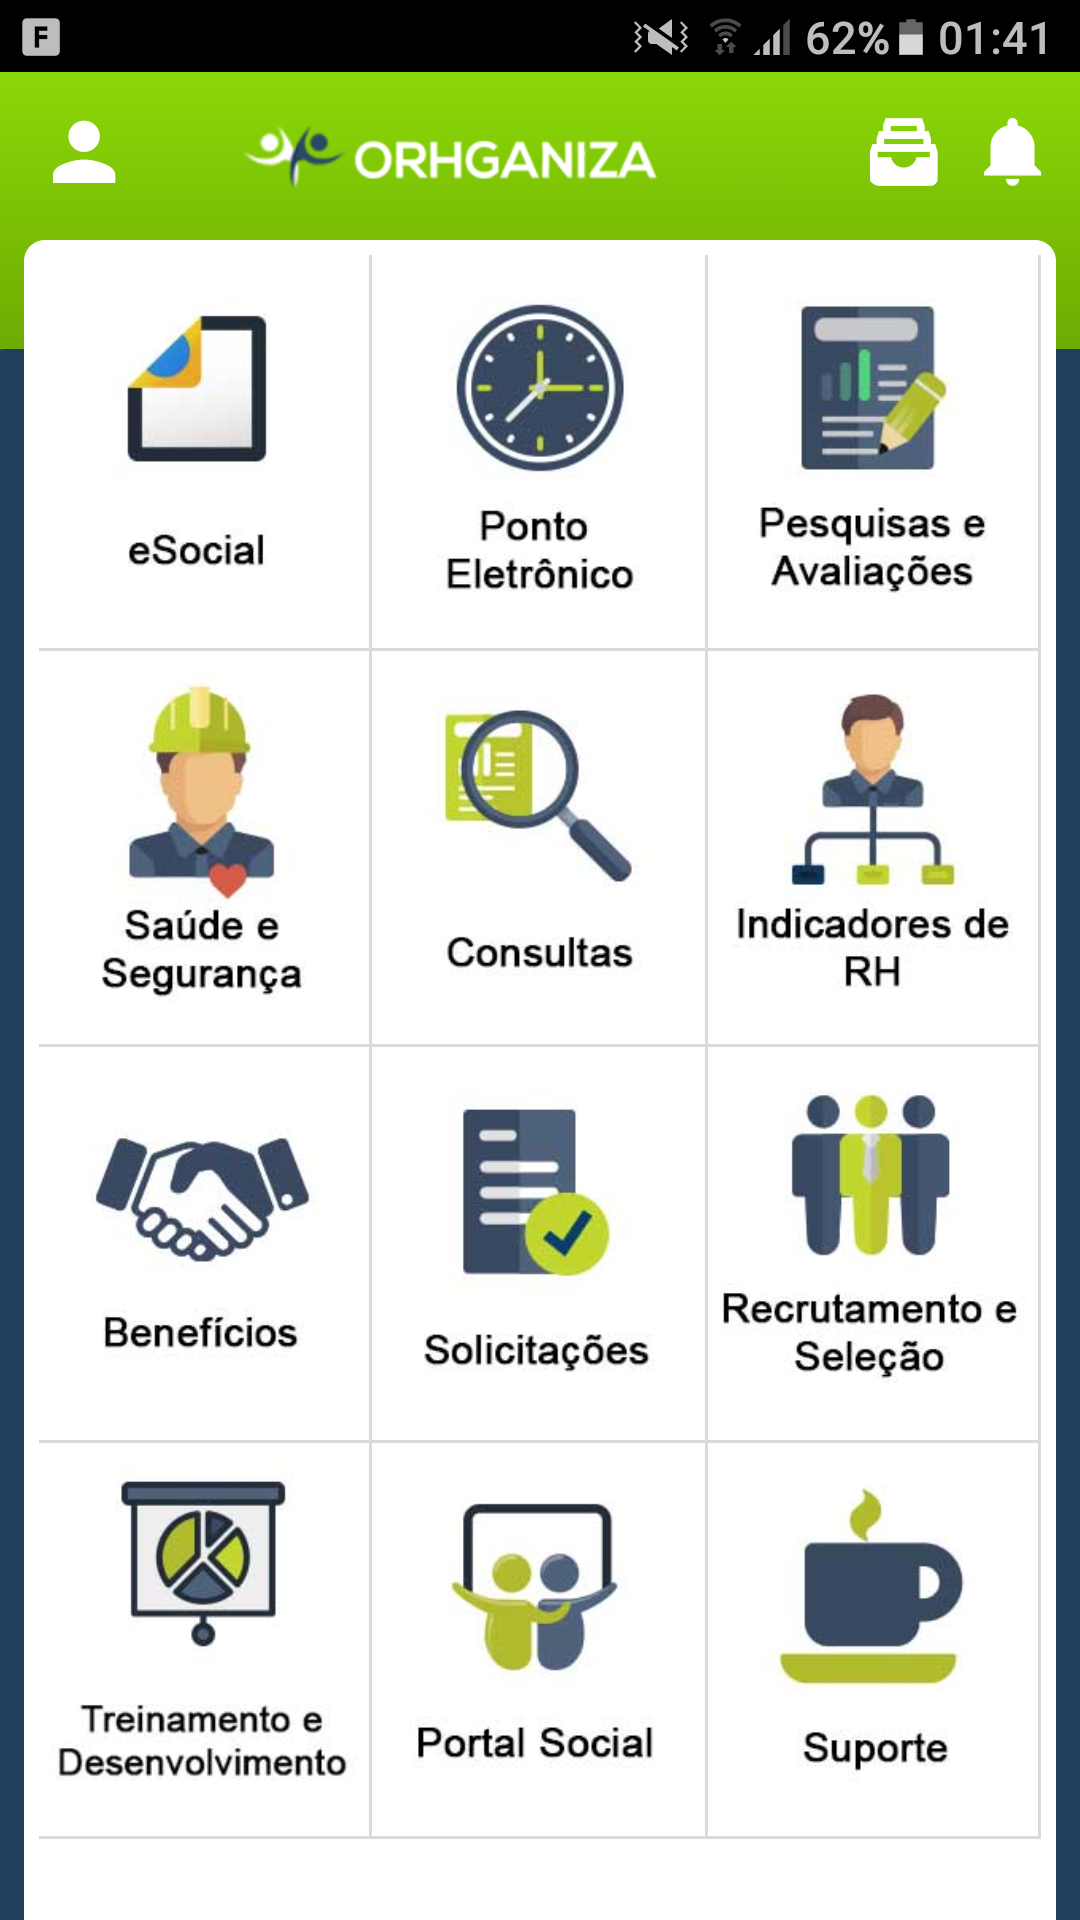 F 62% 01:41
ORHGANIZA
eSocial
Ponto
Eletrônico
Pesquisas e
Avaliações
Saúde e
Segurança
Consultas
Indicadores de
RH
Benefícios
Solicitações
Recrutamento e
Seleção
Treinamento e
Desenvolvimento
Portal Social
Suporte